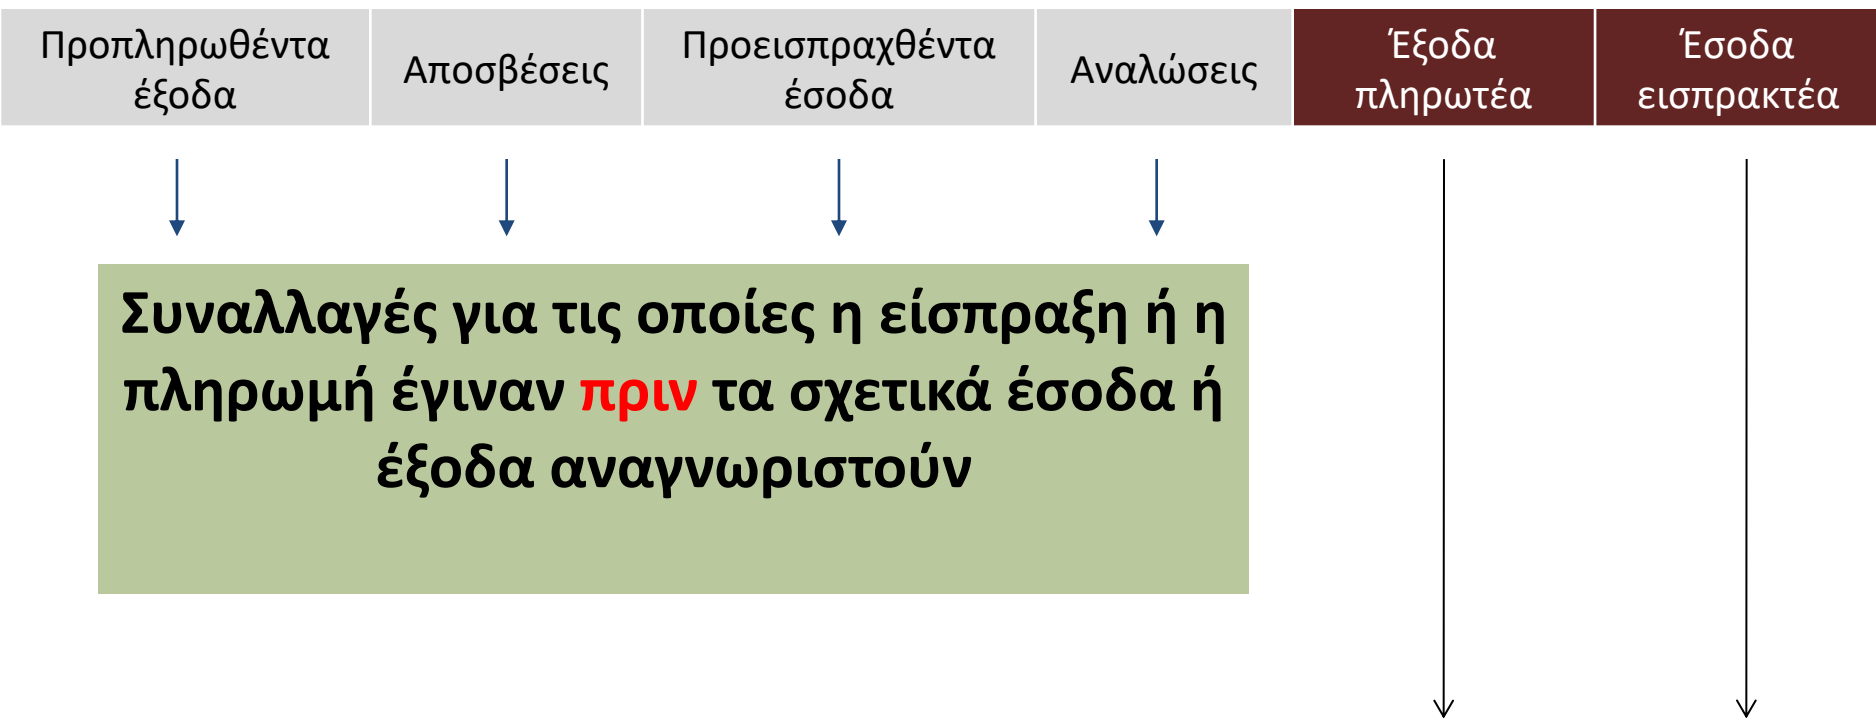 Προπληρωθέντα
έξοδα
Αποσβέσεις
Προεισπραχθέντα
έσοδα
Αναλώσεις
Έξοδα
πληρωτέα
Έσοδα
εισπρακτέα
Συναλλαγές για τις οποίες η είσπραξη ή η
πληρωμή έγιναν πριν τα σχετικά έσοδα ή
έξοδα αναγνωριστούν